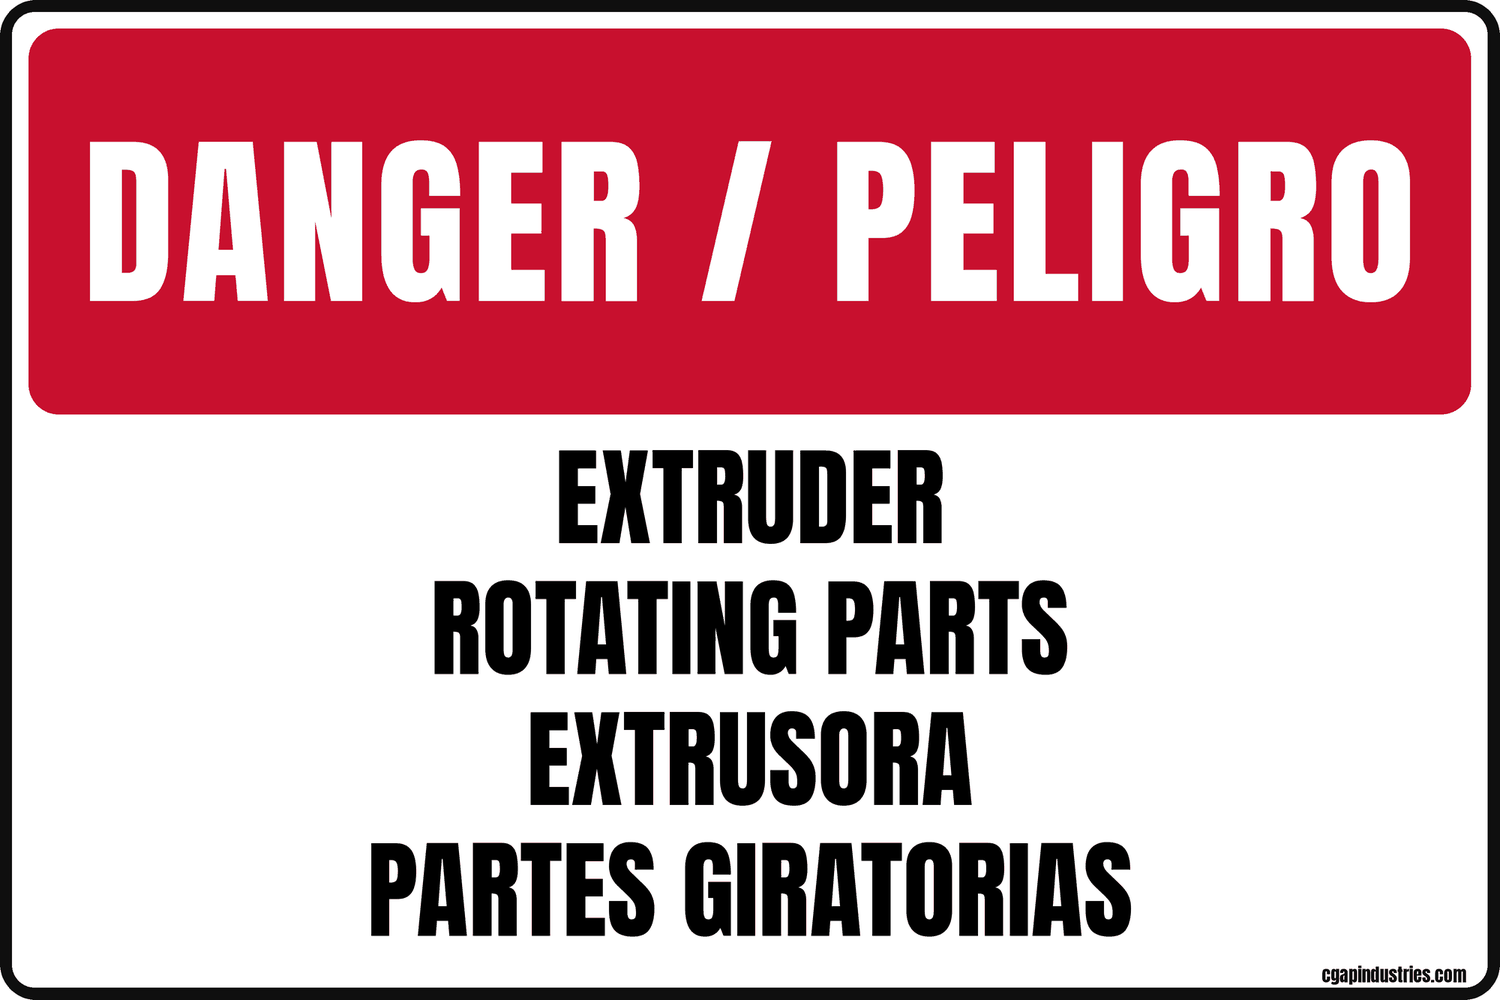 DANGER / PELIGRO
EXTRUDER
ROTATING PARTS
EXTRUSORA
PARTES GIRATORIAS
cgapindustries.com